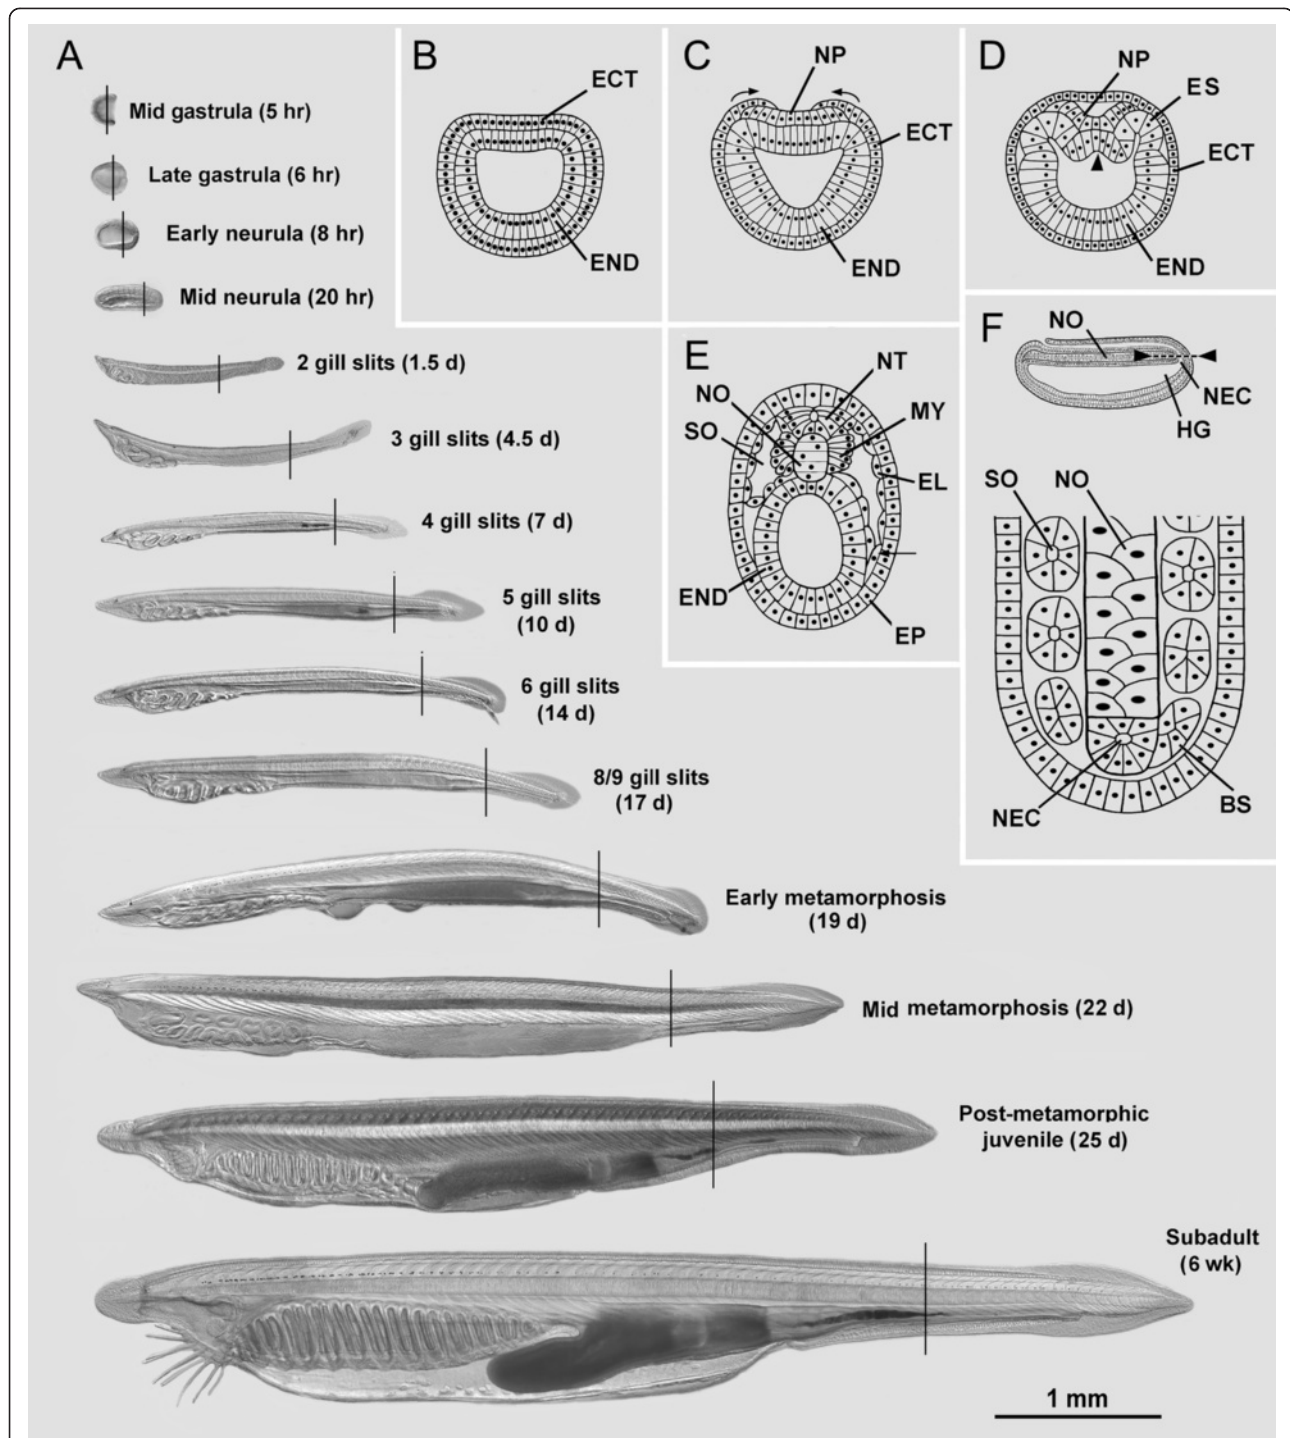 A
Mid gastrula (5 hr)
Late gastrula (6 hr)
Early neurula (8 hr)
Mid neurula (20 hr)
2 gill slits (1.5 d)
3 gill slits (4.5 d)
4 gill slits (7 d)
5 gill slits
(10 d)
6 gill slits
(14 d)
8/9 gill slits
(17 d)
Early metamorphosis
(19 d)
Mid metamorphosis (22 d)
Post-metamorphic
juvenile (25 d)
Subadult
(6 wk)
1 mm
B
ECT
END
C
NP
ECT
END
D
NP
ES
ECT
END
E
NT
NO
MY
SO
EL
END
EP
F
NO
NEC
HG
SO
NO
NEC
BS